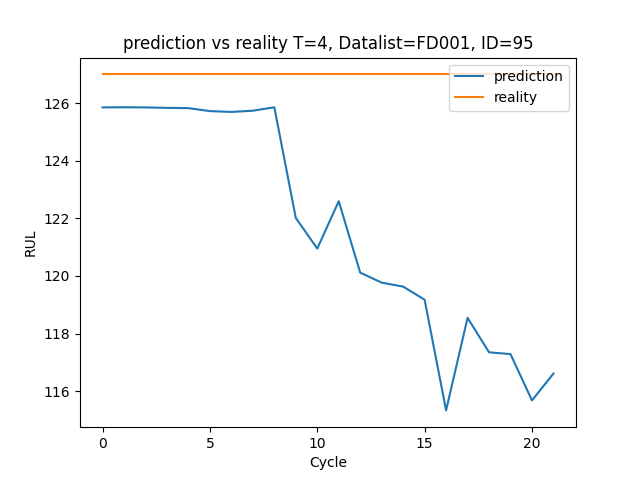 prediction vs reality T=4, Datalist=FD001, ID=95
prediction
reality
126
124
122
120
118
116
RUL
0 5 10 15 20
Cycle